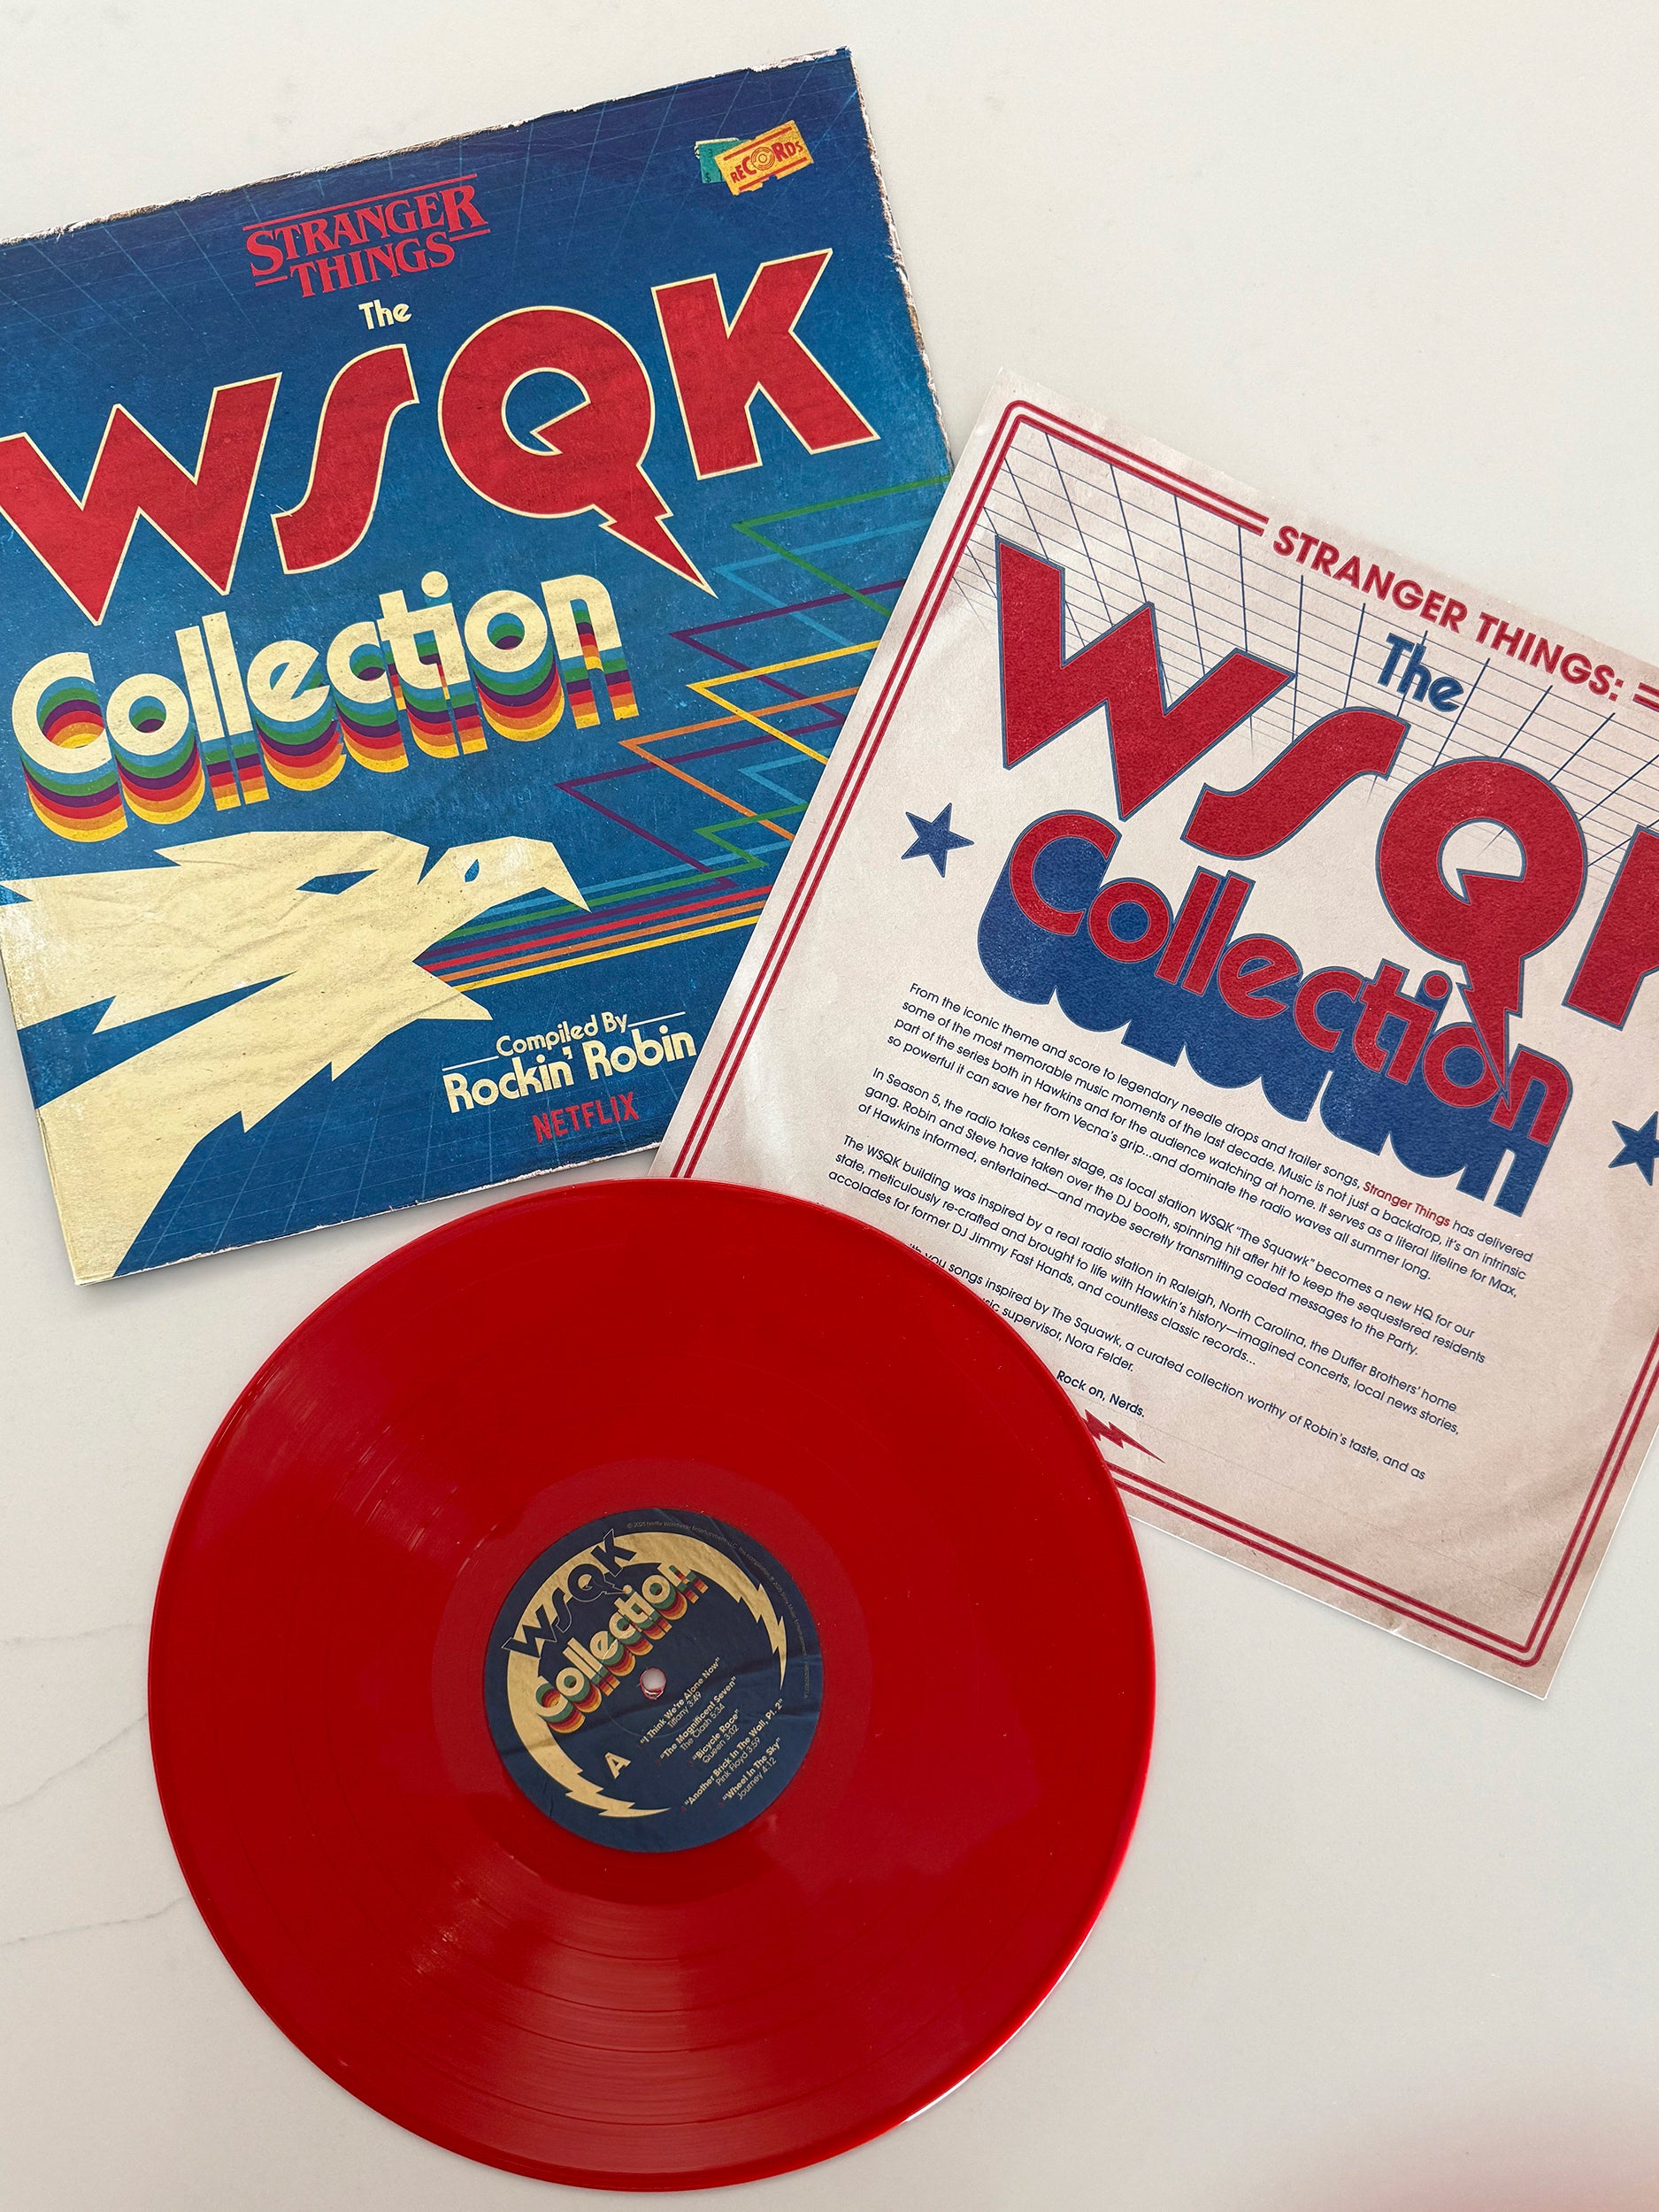 RECORDS
STRANGER
THINGS
The
WSQK
Collection
Compiled By
Rockin' Robin
NETFLIX
STRANGER THINGS:
The
WSQK
Collection
From the iconic theme and score to legendary needle drops and trailer songs, Stranger Things has delivered
some of the most memorable music moments of the last decade. Music is not just a backdrop, it's an intrinsic
part of the series both in Hawkins and for the audience watching at home. It serves as a literal lifeline for Max,
so powerful it can save her from Vecna's grip...and dominate the radio waves all summer long.
In Season 5, the radio takes center stage, as local station WSQK “The Squawk” becomes a new HQ for our
gang. Robin and Steve have taken over the DJ booth, spinning hit after hit to keep the sequestered residents
of Hawkins informed, entertained—and maybe secretly transmitting coded messages to the Party.
The WSQK building was inspired by a real radio station in Raleigh, North Carolina, the Duffer Brothers' home
state, meticulously re-crafted and brought to life with Hawkin's history—imagined concerts, local news stories,
accolades for former DJ Jimmy Fast Hands, and countless classic records...
you songs inspired by The Squawk, a curated collection worthy of Robin's taste, and as
supervisor, Nora Felder.
Rock on, Nerds.
WSQK
Collection
A
"I Think We're Alone Now"
Tiffany 3:49
"The Magnificent Seven"
The Clash 5:34
"Bicycle Race"
Queen 3:02
"Another Brick In The Wall, Pt. 2"
Pink Floyd 3:59
"Wheel In The Sky"
Journey 4:12